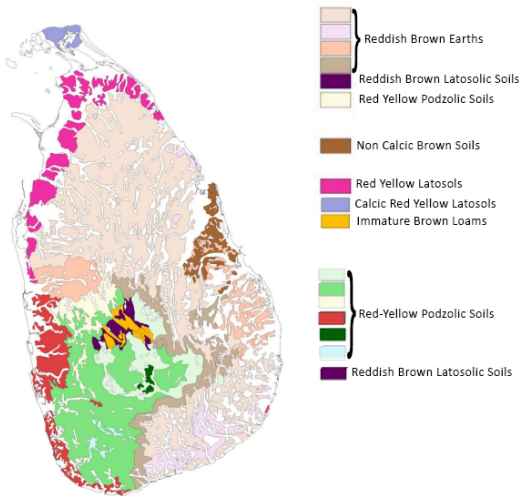 Reddish Brown Earths
Reddish Brown Latosolic Soils
Red Yellow Podzolic Soils
Non Calcic Brown Soils
Red Yellow Latosols
Calcic Red Yellow Latosols
Immature Brown Loams
Red-Yellow Podzolic Soils
Reddish Brown Latosolic Soils